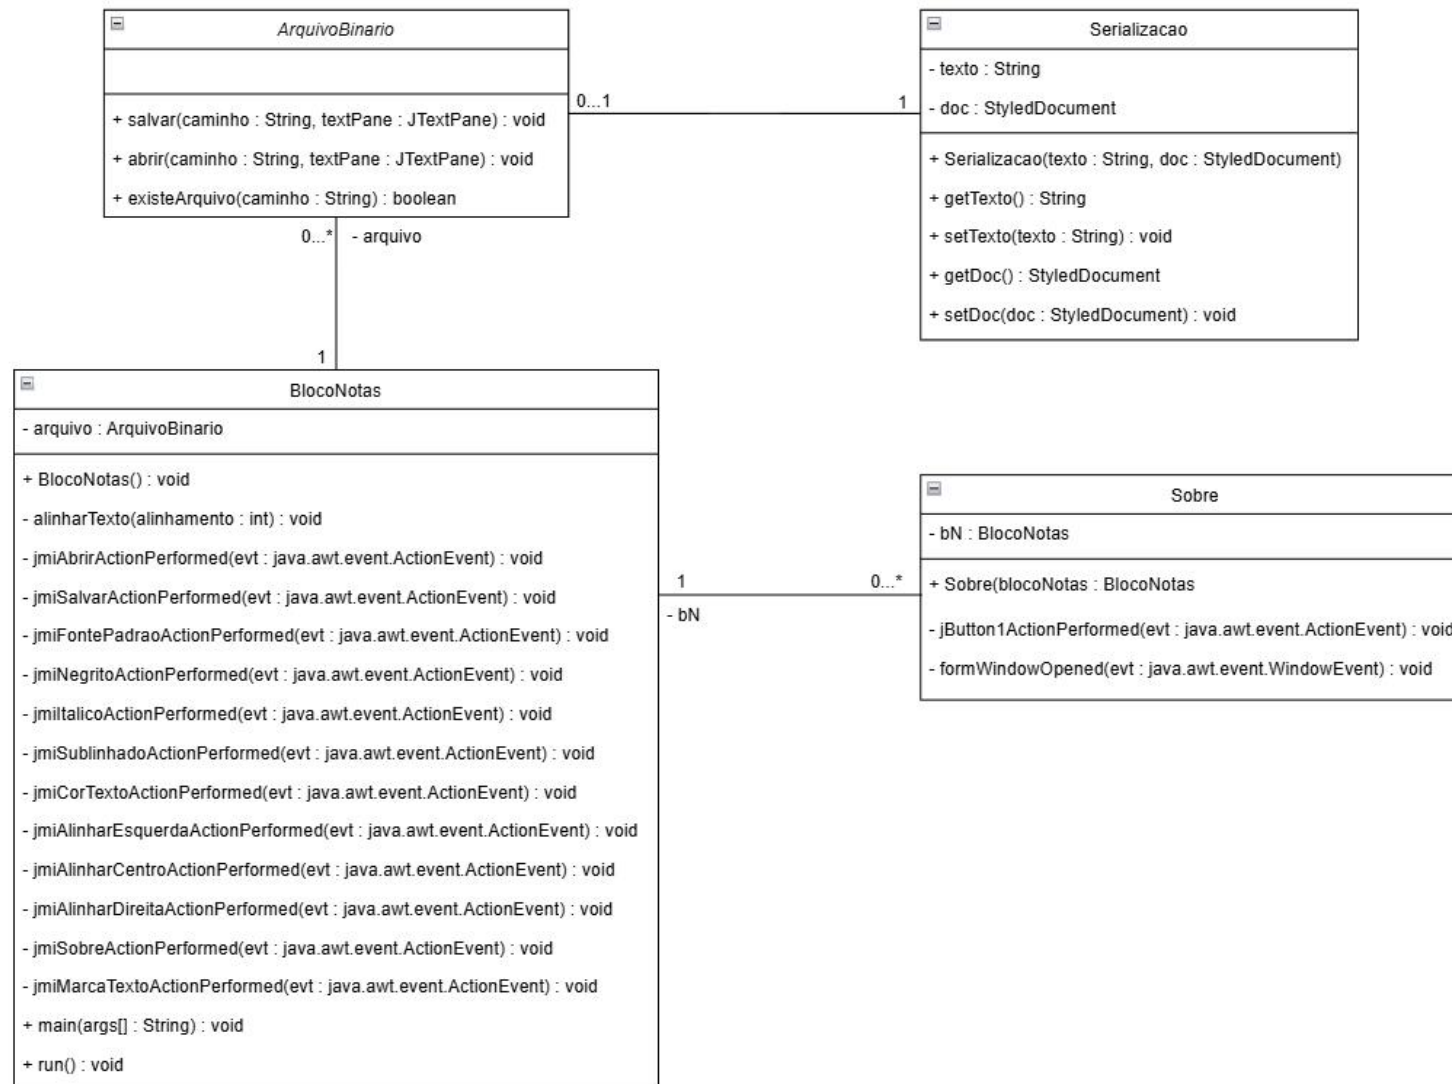 ArquivoBinario
+ salvar(caminho : String, textPane : JTextPane) : void
+ abrir(caminho : String, textPane : JTextPane) : void
+ existeArquivo(caminho : String) : boolean
0...1
1
Serializacao
- texto : String
- doc : StyledDocument
+ Serializacao(texto : String, doc : StyledDocument)
+ getTexto() : String
+ setTexto(texto : String) : void
+ getDoc() : StyledDocument
+ setDoc(doc : StyledDocument) : void
0...*
- arquivo
1
BlocoNotas
- arquivo : ArquivoBinario
+ BlocoNotas() : void
- alinharTexto(alinhamento : int) : void
- jmiAbrirActionPerformed(evt : java.awt.event.ActionEvent) : void
- jmiSalvarActionPerformed(evt : java.awt.event.ActionEvent) : void
- jmiFontePadraoActionPerformed(evt : java.awt.event.ActionEvent) : void
- jmiNegritoActionPerformed(evt : java.awt.event.ActionEvent) : void
- jmiItalicoActionPerformed(evt : java.awt.event.ActionEvent) : void
- jmiSublinhadoActionPerformed(evt : java.awt.event.ActionEvent) : void
- jmiCorTextoActionPerformed(evt : java.awt.event.ActionEvent) : void
- jmiAlinharEsquerdaActionPerformed(evt : java.awt.event.ActionEvent) : void
- jmiAlinharCentroActionPerformed(evt : java.awt.event.ActionEvent) : void
- jmiAlinharDireitaActionPerformed(evt : java.awt.event.ActionEvent) : void
- jmiSobreActionPerformed(evt : java.awt.event.ActionEvent) : void
- jmiMarcaTextoActionPerformed(evt : java.awt.event.ActionEvent) : void
+ main(args[] : String) : void
+ run() : void
1
0...*
- bN
Sobre
- bN : BlocoNotas
+ Sobre(blocoNotas : BlocoNotas
- jButton1ActionPerformed(evt : java.awt.event.ActionEvent) : void
- formWindowOpened(evt : java.awt.event.WindowEvent) : void